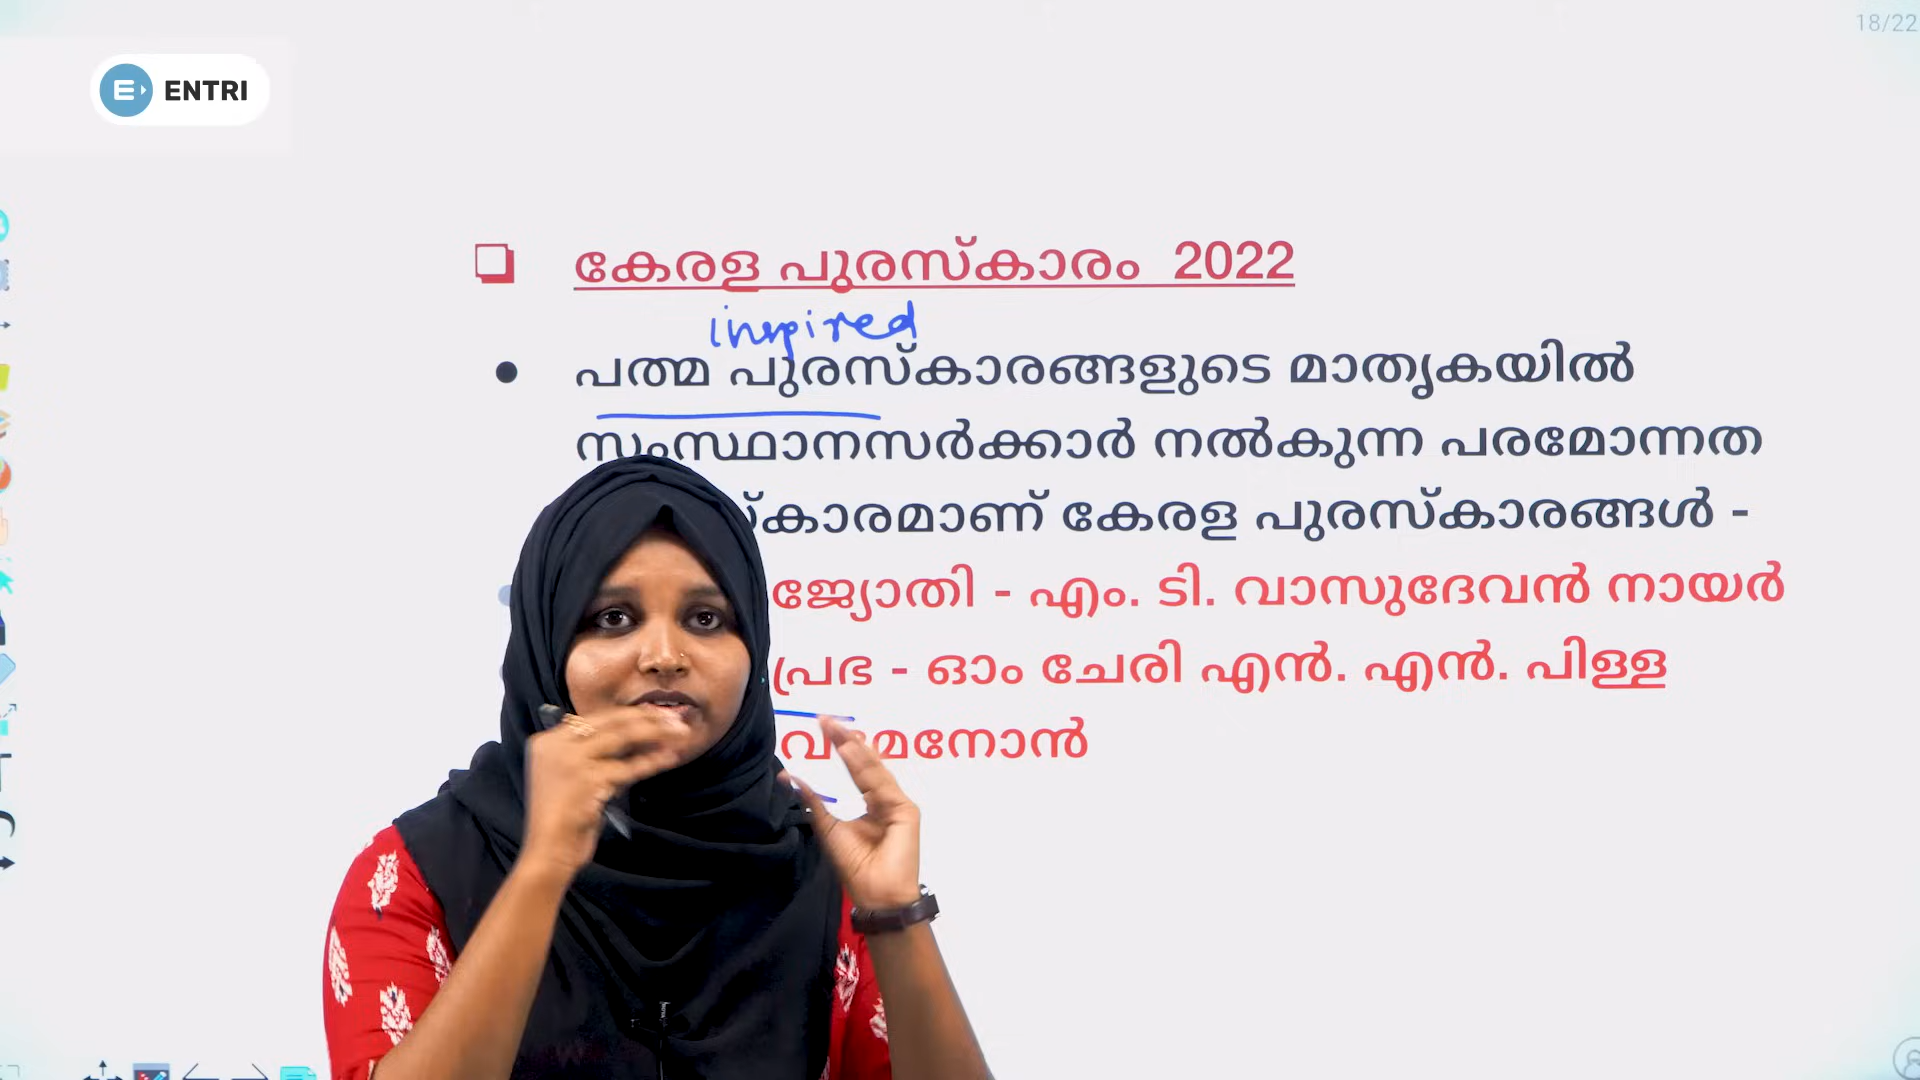 18/22
ENTRI
കേരള പുരസ്കാരം 2022
inspired
പത്മ പുരസ്കാരങ്ങളുടെ മാതൃകയിൽ
സംസ്ഥാനസർക്കാർ നൽകുന്ന പരമോന്നത
സ്കാരമാണ് കേരള പുരസ്കാരങ്ങൾ -
ജ്യോതി - എം. ടി. വാസുദേവൻ നായർ
പ്രഭ - ഓം ചേരി എൻ. എൻ. പിള്ള
മേനോൻ